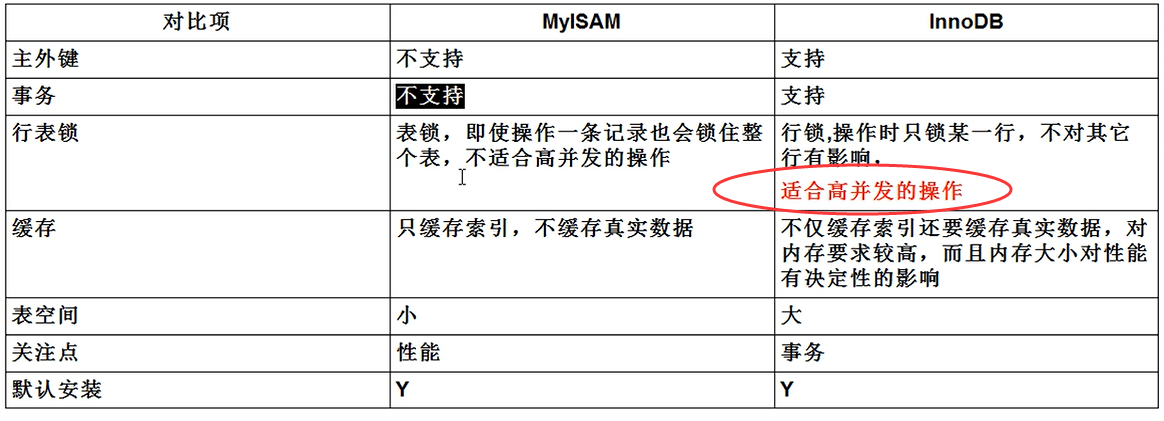 对比项 MyISAM InnoDB
主外键 不支持 支持
事务 不支持 支持
行表锁
表锁，即使操作一条记录也会锁住整
个表，不适合高并发的操作
行锁,操作时只锁某一行，不对其它
行有影响，
适合高并发的操作
缓存
只缓存索引，不缓存真实数据
不仅缓存索引还要缓存真实数据，对
内存要求较高，而且内存大小对性能
有决定性的影响
表空间 小 大
关注点 性能 事务
默认安装 Y Y